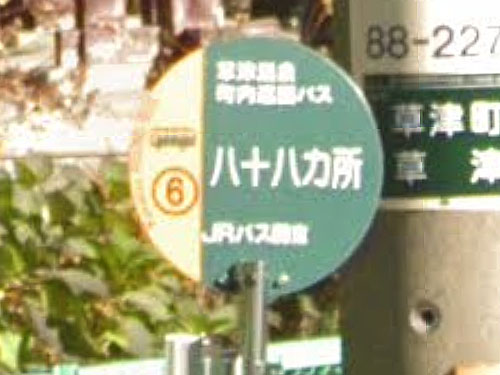 草津温泉
町内巡回バス
八十八カ所
6
JRバス関東
88-227
草津町
草 津